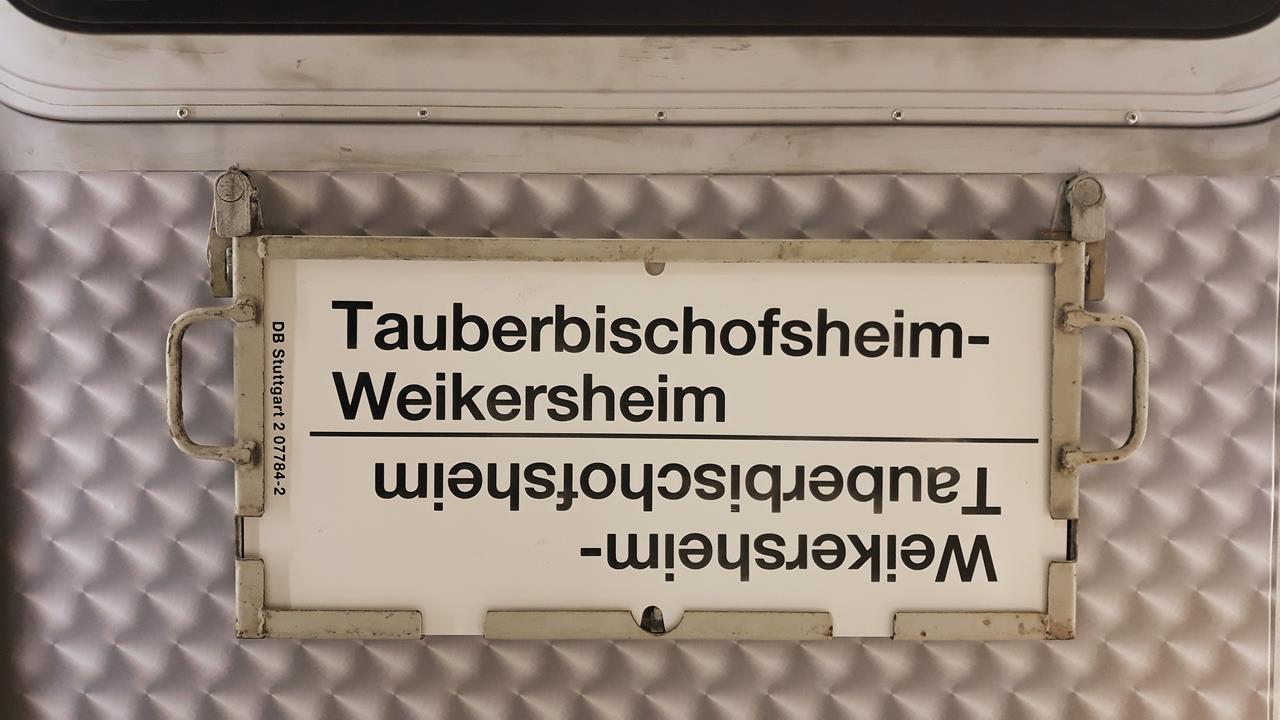 Tauberbischofsheim-
Weikersheim
Weikersheim-
Tauberbischofsheim
DB Stuttgart 2 07784-2